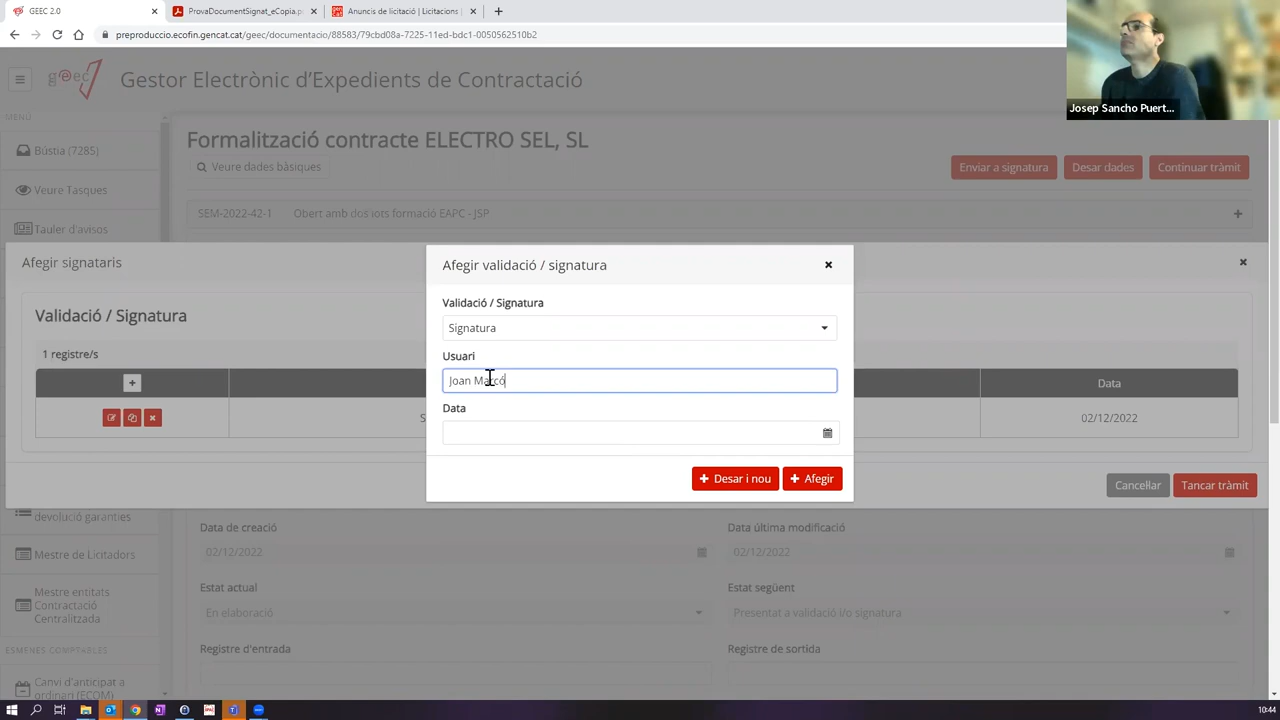 GEEC 2.0
ProvaDocumentSignat_eCopia.p
Anuncis de licitació | Licitacions |
preproduccio.ecofin.gencat.cat/geec/documentacio/88583/79cbd08a-7225-11ed-bdc1-0050562510b2
Josep Sancho Puert...
geec
Gestor Electrònic d'Expedients de Contractació
MENÚ
Bústia (7285)
Veure Tasques
Tauler d'avisos
Formalització contracte ELECTRO SEL, SL
Veure dades bàsiques
Enviar a signatura
Desar dades
Continuar tràmit
SEM-2022-42-1 Obert amb dos lots formació EAPC - JSP
Afegir signataris
Validació / Signatura
1 registre/s
Data
02/12/2022
Cancel·lar
Tancar tràmit
Afegir validació / signatura
Validació / Signatura
Signatura
Usuari
Joan Marcó
Data
Desar i nou
Afegir
devolució garanties
Mestre de Licitadors
Mestre entitats
Contractació
Centralitzada
ESMENES COMPTABLES
Canvi d'anticipat a
ordinari (ECOM)
Data de creació
Data última modificació
02/12/2022
02/12/2022
Estat actual
Estat següent
En elaboració
Presentat a validació i/o signatura
Registre d'entrada
Registre de sortida
10:44